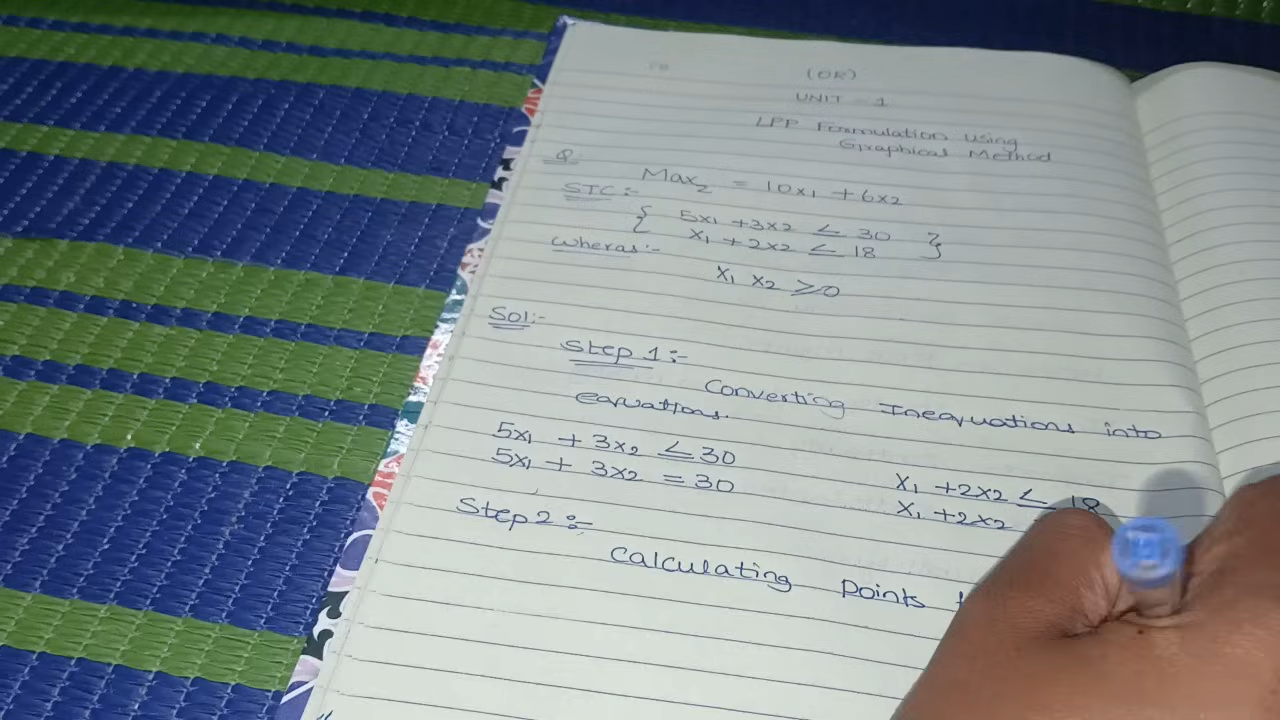 (OR)
UNIT - 1
LPP Formulation using
Graphical Method
Q
Max z = 10x1 + 6x2
STC:-
{ 5x1 + 3x2 ≤ 30
x1 + 2x2 ≤ 18 }
Wheras:-
x1 x2 ≥ 0
Sol:-
Step 1:-
Converting Inequations into
equations.
5x1 + 3x2 ≤ 30
5x1 + 3x2 = 30
x1 + 2x2 ≤ 18
x1 + 2x2
Step 2:-
Calculating Points